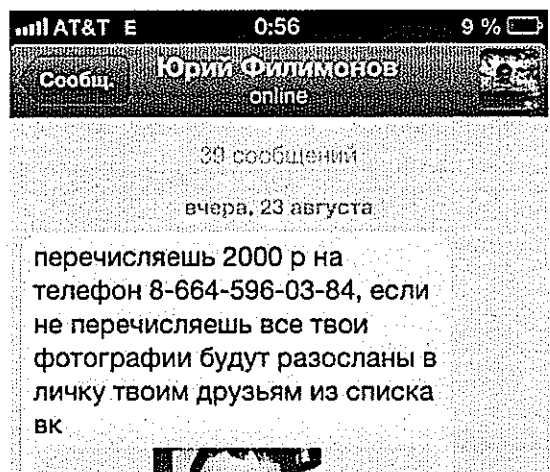 AT&T E 0:56 9 %
Сообщ. Юрий Филимонов
online
39 сообщений
вчера, 23 августа
перечисляешь 2000 р на
телефон 8-664-596-03-84, если
не перечисляешь все твои
фотографии будут разосланы в
личку твоим друзьям из списка
вк